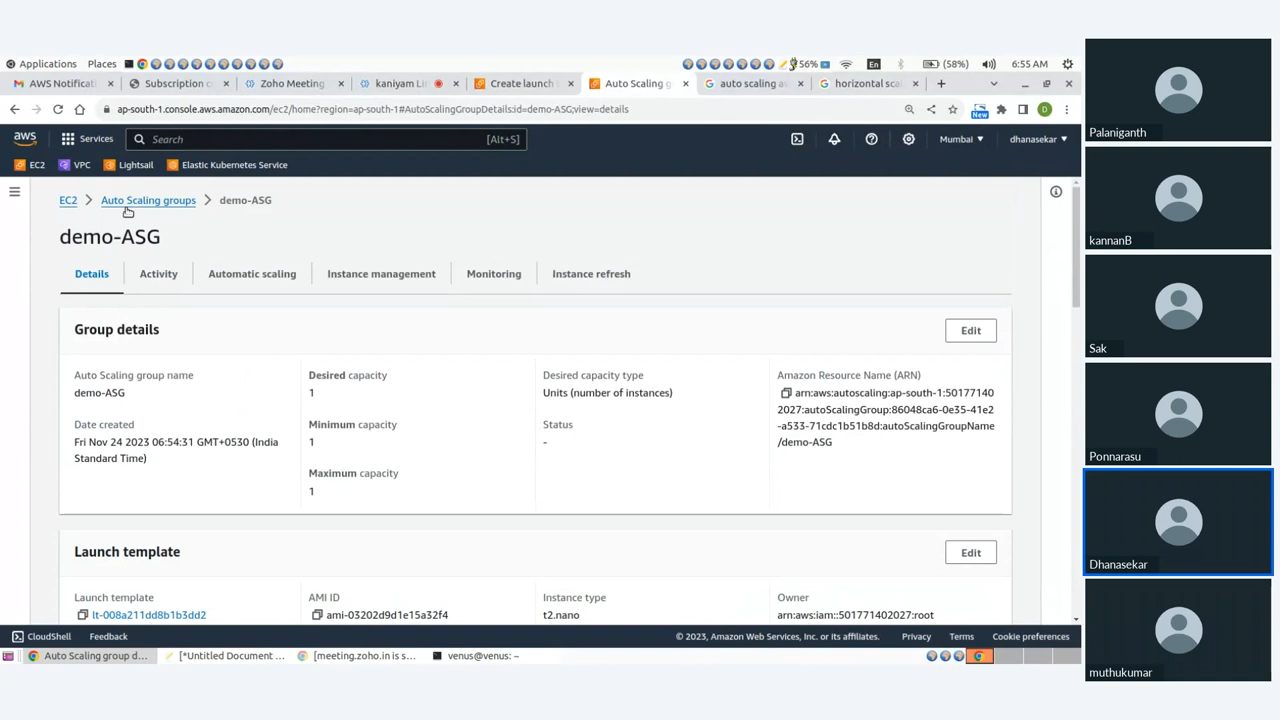 Applications Places 56% (58%) 6:55 AM
AWS Notificati Subscription co Zoho Meeting kaniyam Lin Create launch Auto Scaling g auto scaling aw horizontal scal
ap-south-1.console.aws.amazon.com/ec2/home?region=ap-south-1#AutoScalingGroupDetails:id=demo-ASG;view=details New D
aws Services Search [Alt+S] Mumbai dhanasekar
EC2 VPC Lightsail Elastic Kubernetes Service
EC2 Auto Scaling groups demo-ASG
demo-ASG
Details Activity Automatic scaling Instance management Monitoring Instance refresh
Group details
Edit
Auto Scaling group name
demo-ASG
Date created
Fri Nov 24 2023 06:54:31 GMT+0530 (India
Standard Time)
Desired capacity
1
Minimum capacity
1
Maximum capacity
1
Desired capacity type
Units (number of instances)
Status
-
Amazon Resource Name (ARN)
arn:aws:autoscaling:ap-south-1:50177140
2027:autoScalingGroup:86048ca6-0e35-41e2
-a533-71cdc1b51b8d:autoScalingGroupName
/demo-ASG
Launch template
Edit
Launch template
lt-008a211dd8b1b3dd2
AMI ID
ami-03202d9d1e15a32f4
Instance type
t2.nano
Owner
arn:aws:iam::501771402027:root
CloudShell Feedback © 2023, Amazon Web Services, Inc. or its affiliates. Privacy Terms Cookie preferences
Auto Scaling group d... [*Untitled Document ... [meeting.zoho.in is s... venus@venus: ~
Palaniganth
kannanB
Sak
Ponnarasu
Dhanasekar
muthukumar